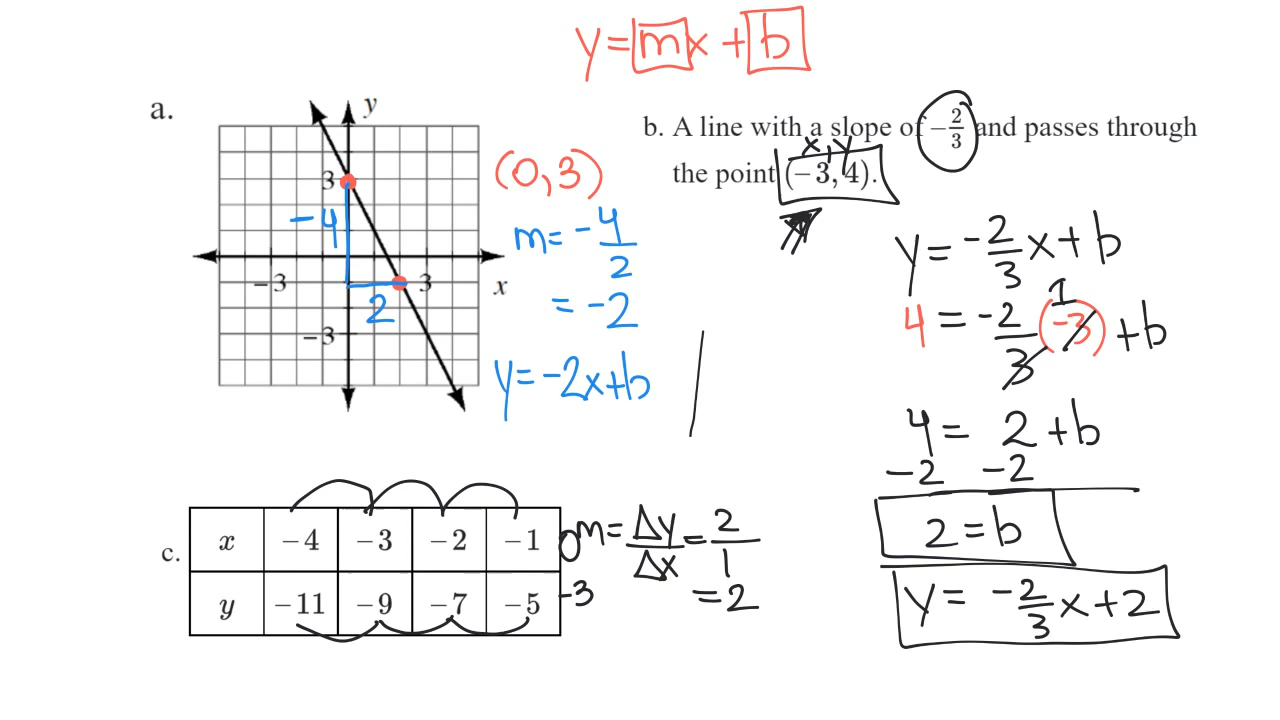 y = mx + b
a.
y
3
-3
3
x
-3
-4
2
(0,3)
m = -4/2
= -2
y = -2x+b
b. A line with a slope of -2/3 and passes through
x, y
the point (-3, 4).
y = -2/3 x + b
1
4 = -2/3 (-3) + b
4 = 2 + b
-2 -2
2 = b
y = -2/3 x + 2
c.
x -4 -3 -2 -1 0
y -11 -9 -7 -5 -3
m = Δy/Δx = 2/1
= 2